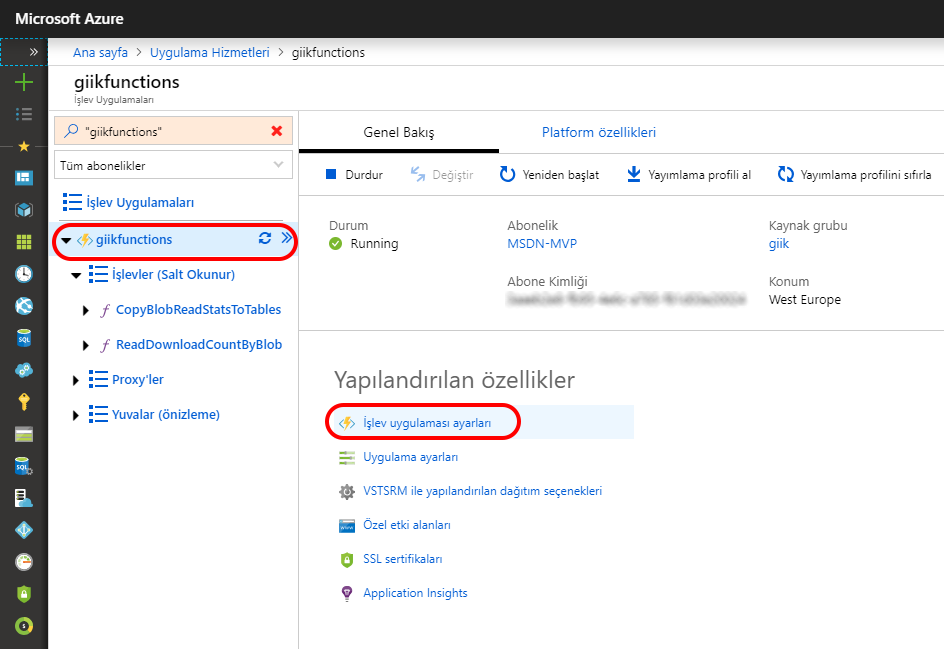 Microsoft Azure
Ana sayfa > Uygulama Hizmetleri > giikfunctions
giikfunctions
İşlev Uygulamaları
"giikfunctions"
Tüm abonelikler
İşlev Uygulamaları
giikfunctions
İşlevler (Salt Okunur)
CopyBlobReadStatsToTables
ReadDownloadCountByBlob
Proxy'ler
Yuvalar (önizleme)
Genel Bakış
Platform özellikleri
Durdur
Değiştir
Yeniden başlat
Yayımlama profili al
Yayımlama profilini sıfırla
Durum
Running
Abonelik
MSDN-MVP
Kaynak grubu
giik
Abone Kimliği
Konum
West Europe
Yapılandırılan özellikler
İşlev uygulaması ayarları
Uygulama ayarları
VSTSRM ile yapılandırılan dağıtım seçenekleri
Özel etki alanları
SSL sertifikaları
Application Insights